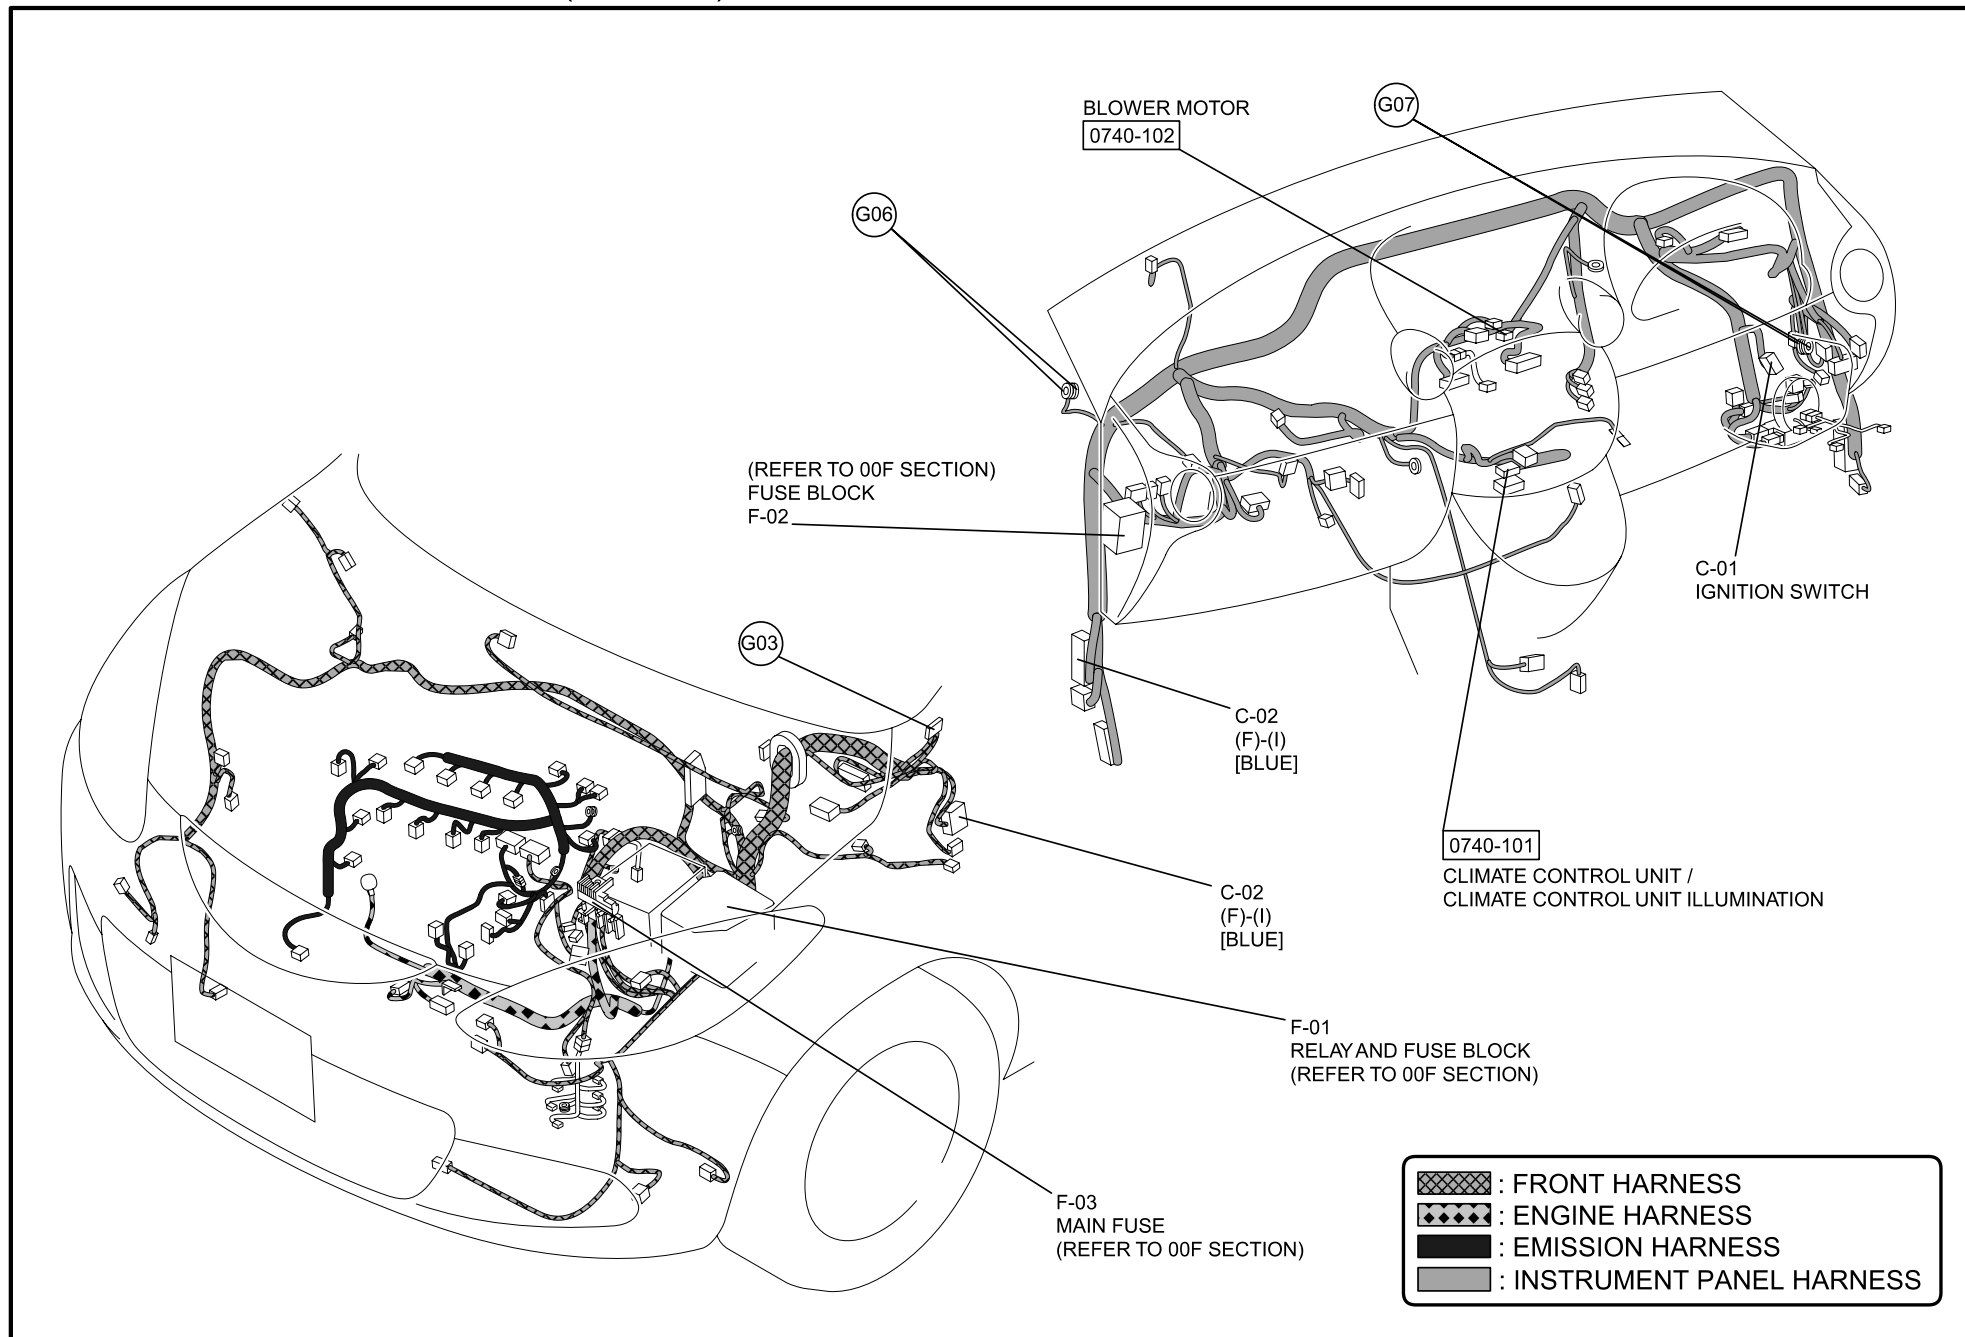 BLOWER MOTOR
0740-102
G07
G06
(REFER TO 00F SECTION)
FUSE BLOCK
F-02
C-01
IGNITION SWITCH
G03
C-02
(F)-(I)
[BLUE]
0740-101
CLIMATE CONTROL UNIT /
CLIMATE CONTROL UNIT ILLUMINATION
C-02
(F)-(I)
[BLUE]
F-01
RELAY AND FUSE BLOCK
(REFER TO 00F SECTION)
F-03
MAIN FUSE
(REFER TO 00F SECTION)
: FRONT HARNESS
: ENGINE HARNESS
: EMISSION HARNESS
: INSTRUMENT PANEL HARNESS